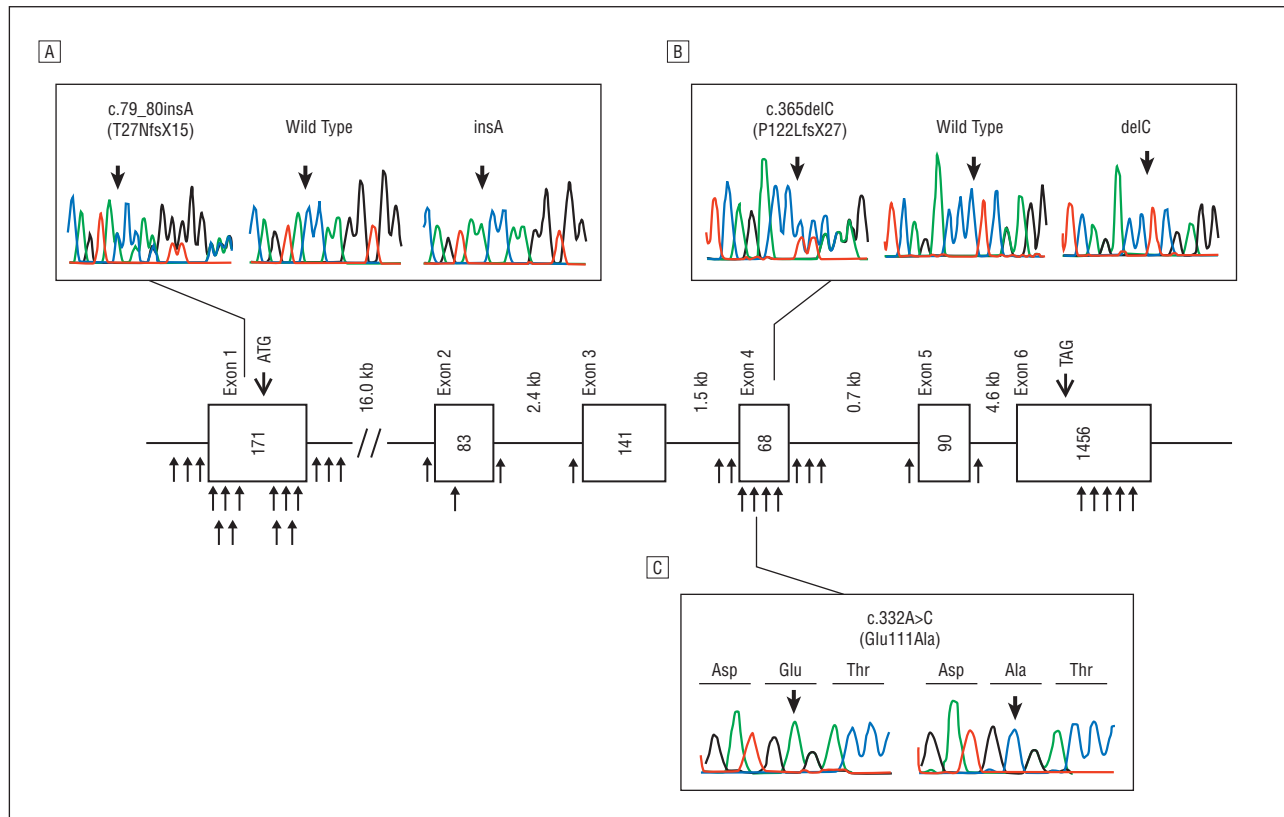 A
c.79_80insA
(T27NfsX15)
Wild Type
insA
B
c.365delC
(P122LfsX27)
Wild Type
delC
Exon 1
ATG
16.0 kb
Exon 2
2.4 kb
Exon 3
1.5 kb
Exon 4
0.7 kb
Exon 5
4.6 kb
Exon 6
TAG
171
83
141
68
90
1456
C
c.332A>C
(Glu111Ala)
Asp Glu Thr
Asp Ala Thr